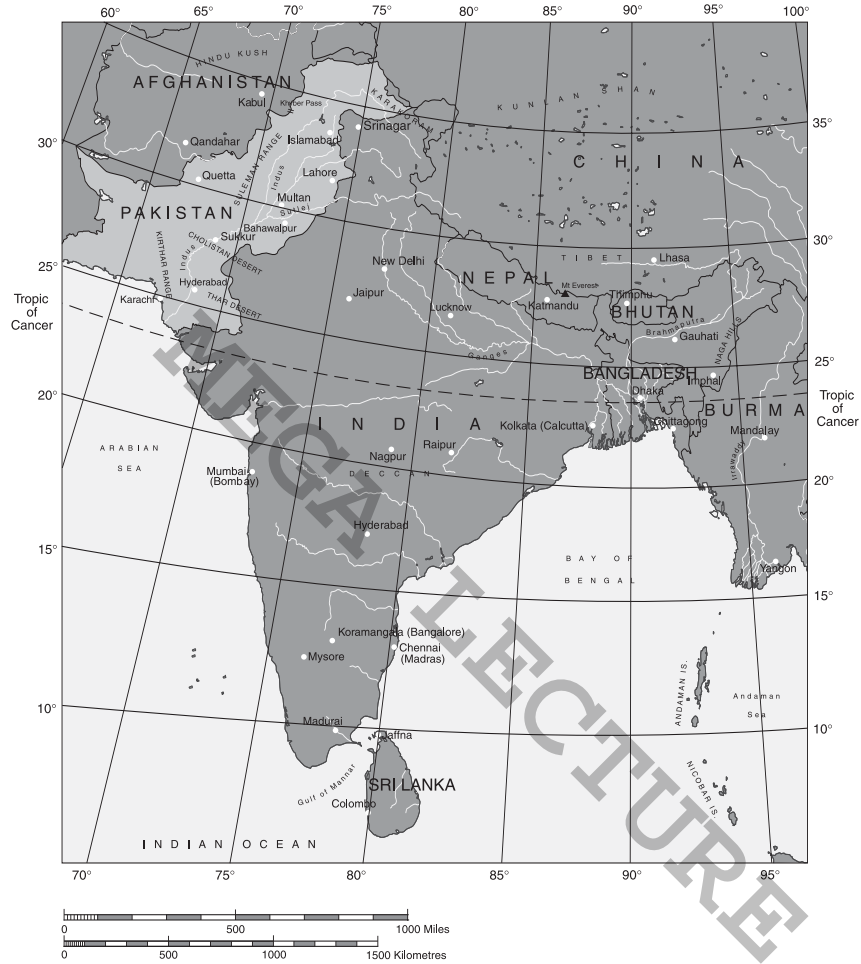 60°
65°
70°
75°
80°
85°
90°
95°
100°
HINDU KUSH
AFGHANISTAN
Kabul
Khyber Pass
KARAKORAM
KUNLAN SHAN
35°
Qandahar
Islamabad
Srinagar
CHINA
30°
SULEMAN RANGE
Indus
Quetta
Lahore
Multan
Sutlej
PAKISTAN
Bahawalpur
Sukkur
CHOLISTAN DESERT
30°
KIRTHAR RANGE
Indus
New Delhi
TIBET
Lhasa
25°
NEPAL
Mt Everest
Hyderabad
Jaipur
Karachi
THAR DESERT
Lucknow
Katmandu
Thimphu
BHUTAN
Tropic
of
Cancer
Brahmaputra
Gauhati
NAGA HILLS
Ganges
25°
BANGLADESH
Imphal
Dhaka
20°
Tropic
of
Cancer
INDIA
Kolkata (Calcutta)
Chittagong
BURMA
Mandalay
ARABIAN
SEA
Nagpur
Raipur
Irrawaddy
Mumbai
(Bombay)
DECCAN
20°
Hyderabad
15°
BAY OF
BENGAL
Yangon
15°
Koramangala (Bangalore)
Mysore
Chennai
(Madras)
ANDAMAN IS.
Andaman
Sea
10°
Madurai
Jaffna
10°
Gulf of Mannar
SRI LANKA
NICOBAR IS.
Colombo
INDIAN OCEAN
70°
75°
80°
85°
90°
95°
0
500
1000 Miles
0
500
1000
1500 Kilometres
MEGA LECTURE